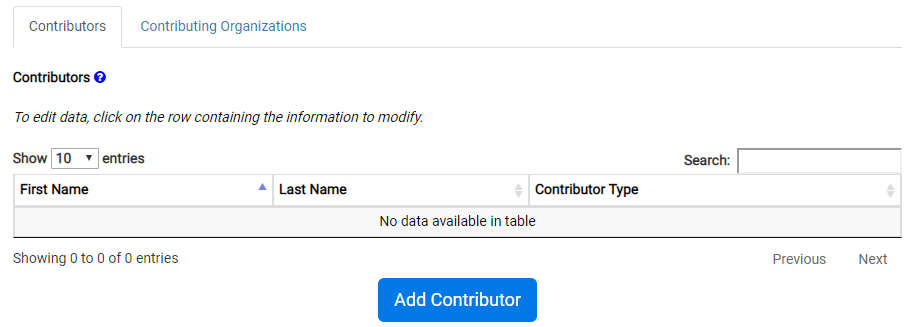 Contributors Contributing Organizations
Contributors ?
To edit data, click on the row containing the information to modify.
Show 10 entries Search:
First Name Last Name Contributor Type
No data available in table
Showing 0 to 0 of 0 entries Previous Next
Add Contributor